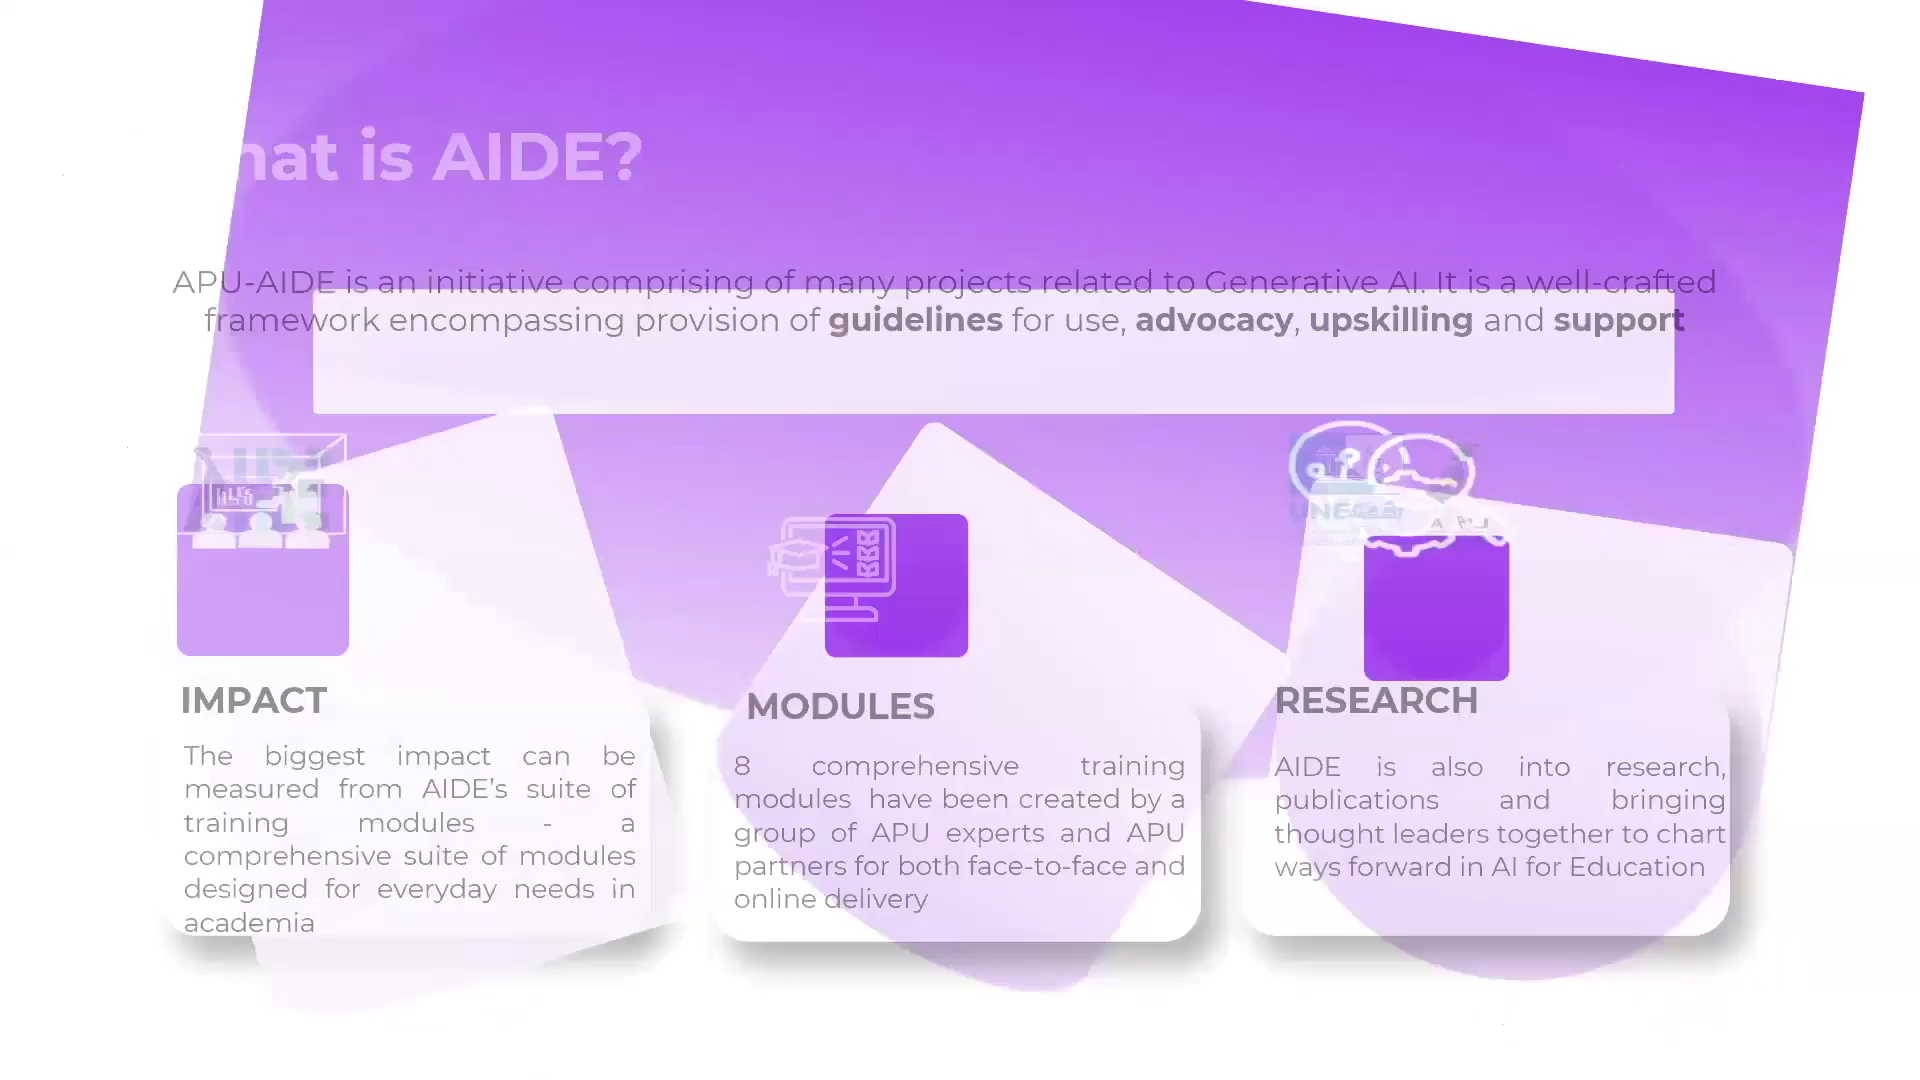 hat is AIDE?
APU-AIDE is an initiative comprising of many projects related to Generative AI. It is a well-crafted
framework encompassing provision of guidelines for use, advocacy, upskilling and support
IMPACT
The biggest impact can be
measured from AIDE’s suite of
training modules - a
comprehensive suite of modules
designed for everyday needs in
academia
MODULES
8 comprehensive training
modules have been created by a
group of APU experts and APU
partners for both face-to-face and
online delivery
RESEARCH
AIDE is also into research,
publications and bringing
thought leaders together to chart
ways forward in AI for Education